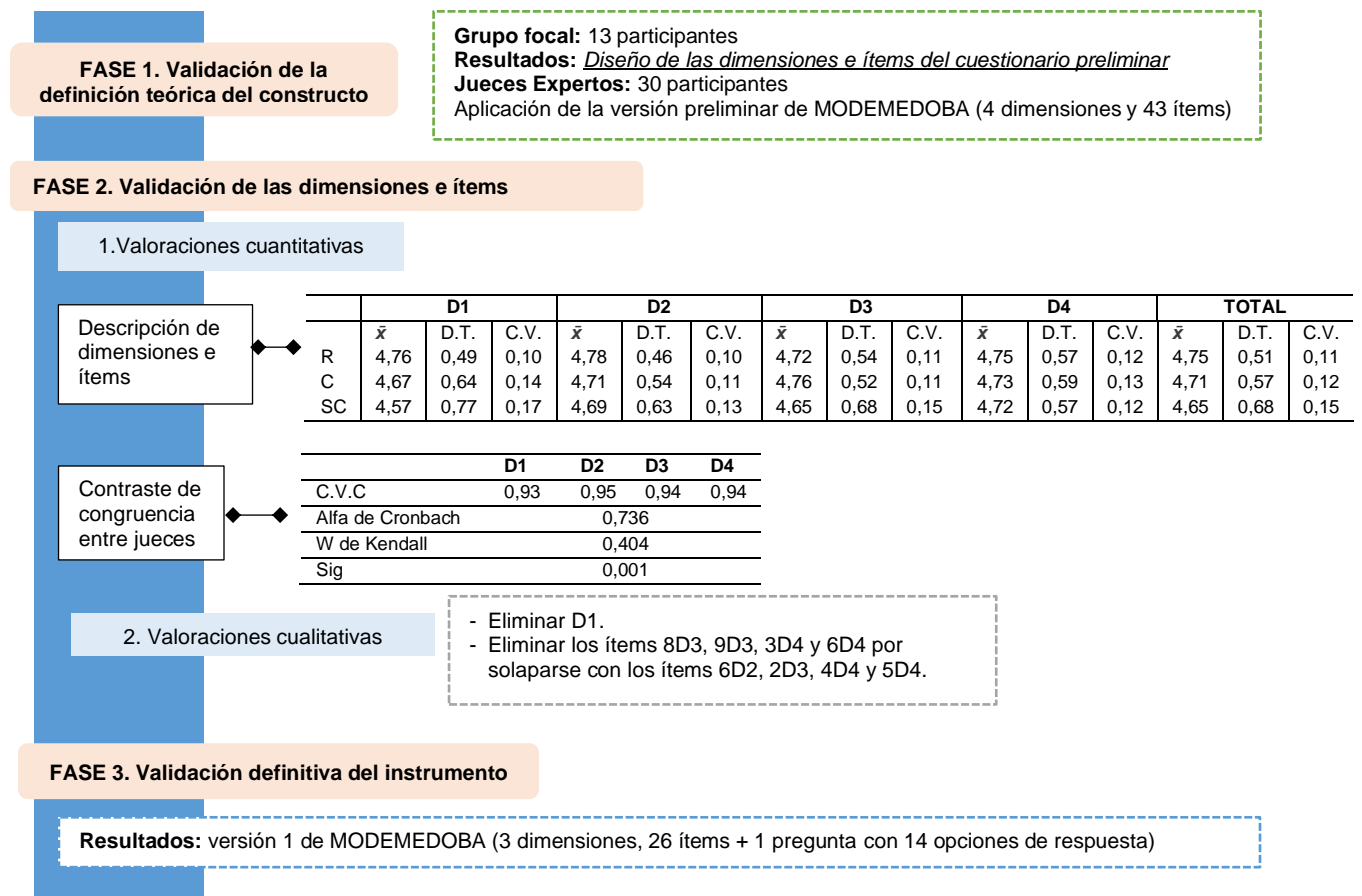 FASE 1. Validación de la
definición teórica del constructo
Grupo focal: 13 participantes
Resultados: Diseño de las dimensiones e ítems del cuestionario preliminar
Jueces Expertos: 30 participantes
Aplicación de la versión preliminar de MODEMEDOBA (4 dimensiones y 43 ítems)
FASE 2. Validación de las dimensiones e ítems
1.Valoraciones cuantitativas
Descripción de
dimensiones e
ítems
D1 D2 D3 D4 TOTAL
x̄ D.T. C.V. x̄ D.T. C.V. x̄ D.T. C.V. x̄ D.T. C.V. x̄ D.T. C.V.
R 4,76 0,49 0,10 4,78 0,46 0,10 4,72 0,54 0,11 4,75 0,57 0,12 4,75 0,51 0,11
C 4,67 0,64 0,14 4,71 0,54 0,11 4,76 0,52 0,11 4,73 0,59 0,13 4,71 0,57 0,12
SC 4,57 0,77 0,17 4,69 0,63 0,13 4,65 0,68 0,15 4,72 0,57 0,12 4,65 0,68 0,15
Contraste de
congruencia
entre jueces
D1 D2 D3 D4
C.V.C 0,93 0,95 0,94 0,94
Alfa de Cronbach 0,736
W de Kendall 0,404
Sig 0,001
2. Valoraciones cualitativas
- Eliminar D1.
- Eliminar los ítems 8D3, 9D3, 3D4 y 6D4 por
solaparse con los ítems 6D2, 2D3, 4D4 y 5D4.
FASE 3. Validación definitiva del instrumento
Resultados: versión 1 de MODEMEDOBA (3 dimensiones, 26 ítems + 1 pregunta con 14 opciones de respuesta)